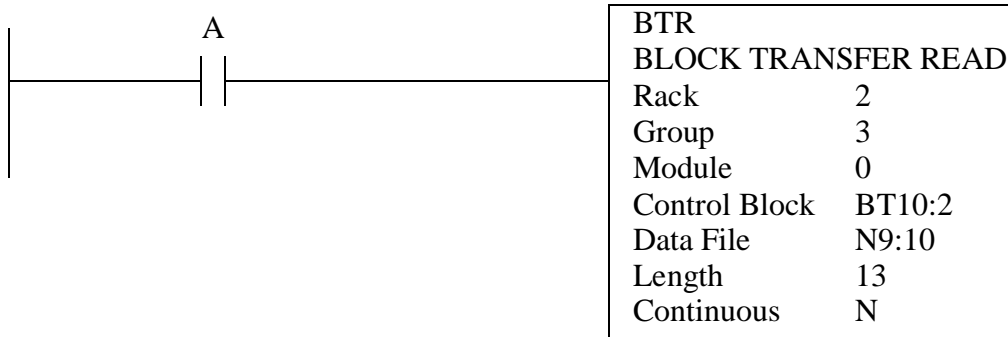 A
BTR
BLOCK TRANSFER READ
Rack 2
Group 3
Module 0
Control Block BT10:2
Data File N9:10
Length 13
Continuous N